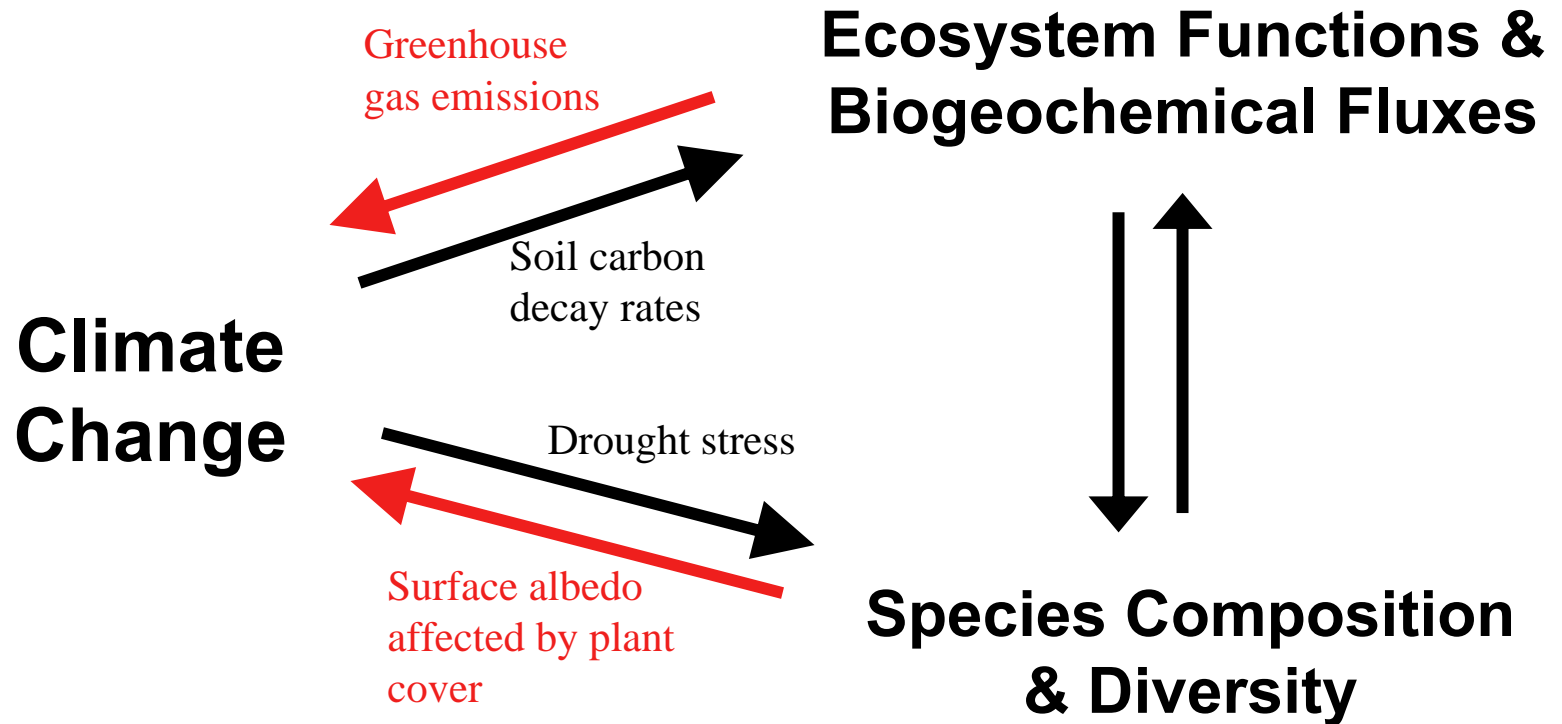 Greenhouse
gas emissions
Ecosystem Functions &
Biogeochemical Fluxes
Soil carbon
decay rates
Climate
Change
Drought stress
Surface albedo
affected by plant
cover
Species Composition
& Diversity